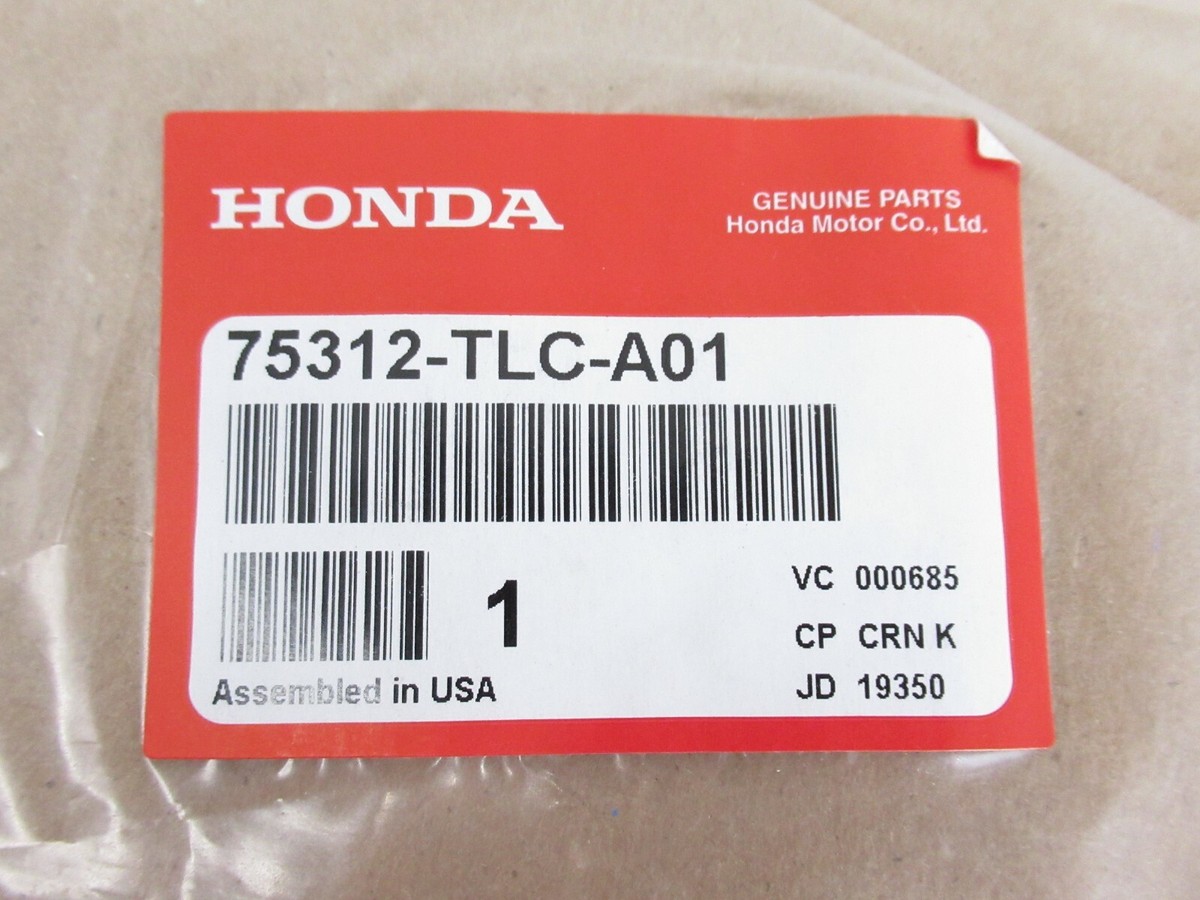 HONDA
GENUINE PARTS
Honda Motor Co., Ltd.
75312-TLC-A01
1
VC 000685
CP CRN K
JD 19350
Assembled in USA